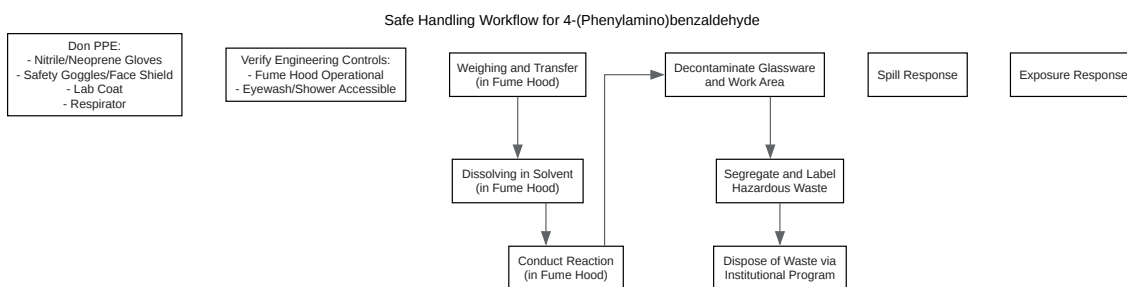 Safe Handling Workflow for 4-(Phenylamino)benzaldehyde
Don PPE:
- Nitrile/Neoprene Gloves
- Safety Goggles/Face Shield
- Lab Coat
- Respirator
Verify Engineering Controls:
- Fume Hood Operational
- Eyewash/Shower Accessible
Weighing and Transfer
(in Fume Hood)
Dissolving in Solvent
(in Fume Hood)
Conduct Reaction
(in Fume Hood)
Decontaminate Glassware
and Work Area
Segregate and Label
Hazardous Waste
Dispose of Waste via
Institutional Program
Spill Response
Exposure Response